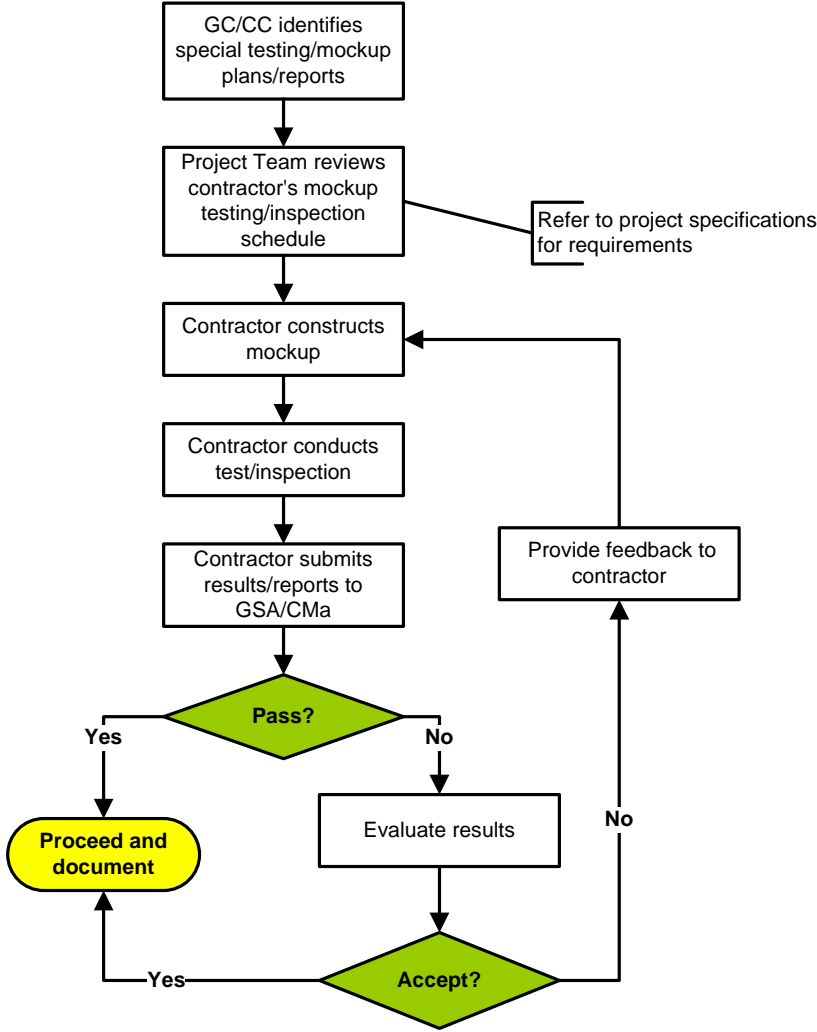 GC/CC identifies
special testing/mockup
plans/reports
Project Team reviews
contractor's mockup
testing/inspection
schedule
Refer to project specifications
for requirements
Contractor constructs
mockup
Contractor conducts
test/inspection
Contractor submits
results/reports to
GSA/CMa
Provide feedback to
contractor
Pass?
Yes
No
Evaluate results
No
Proceed and
document
Accept?
Yes